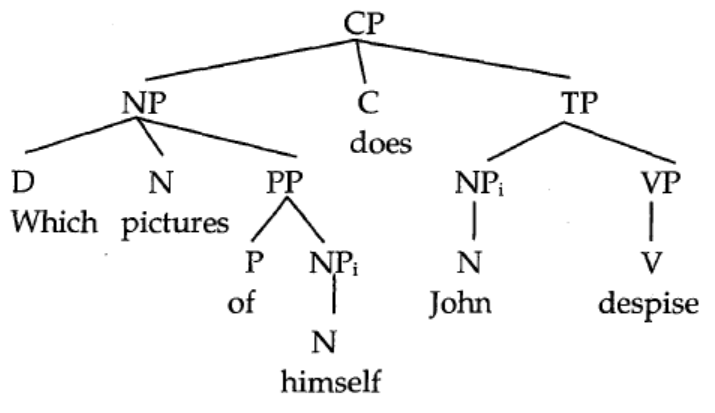 CP
NP C TP
does
D N PP NPi VP
Which pictures
P NPi N V
of John despise
N
himself